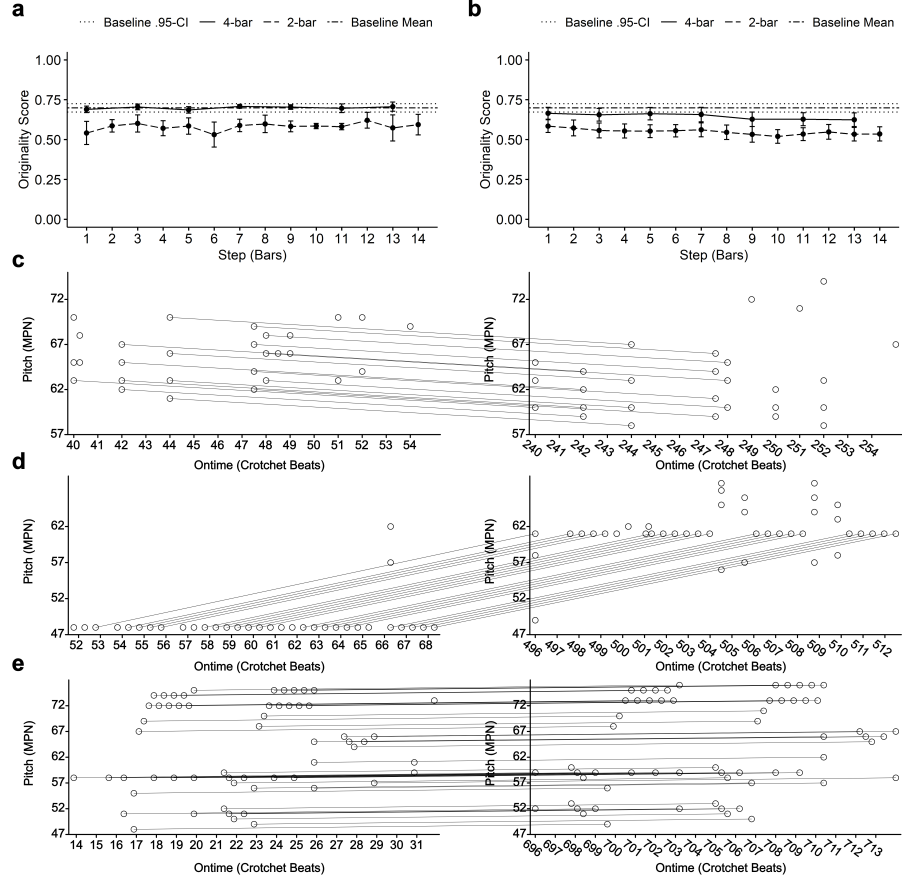 a
b
Baseline .95-CI 4-bar 2-bar Baseline Mean
Baseline .95-CI 4-bar 2-bar Baseline Mean
Originality Score
1.00
0.75
0.50
0.25
0.00
1 2 3 4 5 6 7 8 9 10 11 12 13 14
Step (Bars)
Originality Score
1.00
0.75
0.50
0.25
0.00
1 2 3 4 5 6 7 8 9 10 11 12 13 14
Step (Bars)
c
Pitch (MPN)
72
67
62
57
40 41 42 43 44 45 46 47 48 49 50 51 52 53 54
Ontime (Crotchet Beats)
Pitch (MPN)
72
67
62
57
240 241 242 243 244 245 246 247 248 249 250 251 252 253 254
Ontime (Crotchet Beats)
d
Pitch (MPN)
62
57
52
47
52 53 54 55 56 57 58 59 60 61 62 63 64 65 66 67 68
Ontime (Crotchet Beats)
Pitch (MPN)
62
57
52
47
496 497 498 499 500 501 502 503 504 505 506 507 508 509 510 511 512
Ontime (Crotchet Beats)
e
Pitch (MPN)
72
67
62
57
52
47
14 15 16 17 18 19 20 21 22 23 24 25 26 27 28 29 30 31
Ontime (Crotchet Beats)
Pitch (MPN)
72
67
62
57
52
47
696 697 698 699 700 701 702 703 704 705 706 707 708 709 710 711 712 713
Ontime (Crotchet Beats)